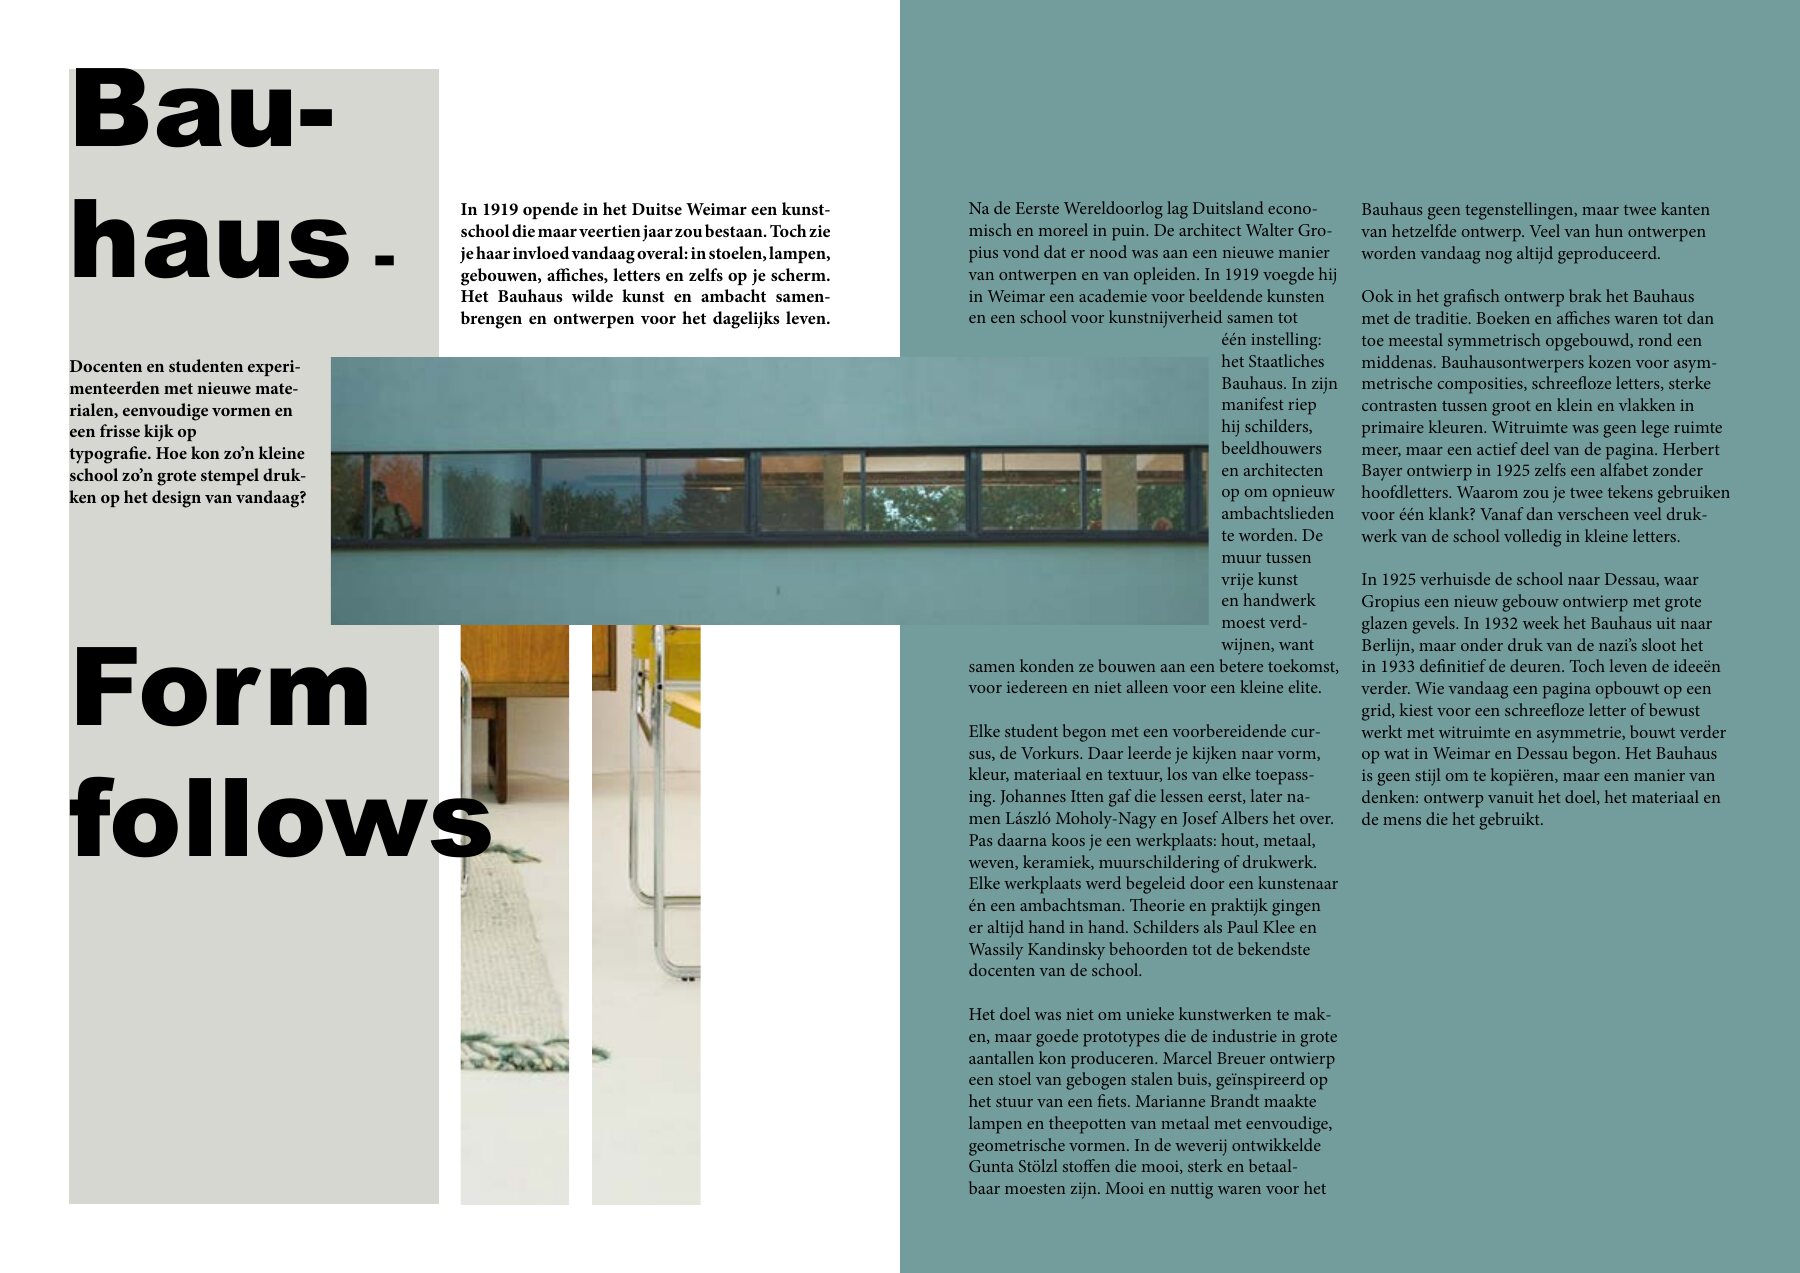 Bau-
haus -
Form
follows
In 1919 opende in het Duitse Weimar een kunst-
school die maar veertien jaar zou bestaan. Toch zie
je haar invloed vandaag overal: in stoelen, lampen,
gebouwen, affiches, letters en zelfs op je scherm.
Het Bauhaus wilde kunst en ambacht samen-
brengen en ontwerpen voor het dagelijks leven.
Docenten en studenten experi-
menteerden met nieuwe mate-
rialen, eenvoudige vormen en
een frisse kijk op
typografie. Hoe kon zo’n kleine
school zo’n grote stempel druk-
ken op het design van vandaag?
Na de Eerste Wereldoorlog lag Duitsland econo-
misch en moreel in puin. De architect Walter Gro-
pius vond dat er nood was aan een nieuwe manier
van ontwerpen en van opleiden. In 1919 voegde hij
in Weimar een academie voor beeldende kunsten
en een school voor kunstnijverheid samen tot
één instelling:
het Staatliches
Bauhaus. In zijn
manifest riep
hij schilders,
beeldhouwers
en architecten
op om opnieuw
ambachtslieden
te worden. De
muur tussen
vrije kunst
en handwerk
moest verd-
wijnen, want
samen konden ze bouwen aan een betere toekomst,
voor iedereen en niet alleen voor een kleine elite.
Elke student begon met een voorbereidende cur-
sus, de Vorkurs. Daar leerde je kijken naar vorm,
kleur, materiaal en textuur, los van elke toepass-
ing. Johannes Itten gaf die lessen eerst, later na-
men László Moholy-Nagy en Josef Albers het over.
Pas daarna koos je een werkplaats: hout, metaal,
weven, keramiek, muurschildering of drukwerk.
Elke werkplaats werd begeleid door een kunstenaar
én een ambachtsman. Theorie en praktijk gingen
er altijd hand in hand. Schilders als Paul Klee en
Wassily Kandinsky behoorden tot de bekendste
docenten van de school.
Het doel was niet om unieke kunstwerken te mak-
en, maar goede prototypes die de industrie in grote
aantallen kon produceren. Marcel Breuer ontwierp
een stoel van gebogen stalen buis, geïnspireerd op
het stuur van een fiets. Marianne Brandt maakte
lampen en theepotten van metaal met eenvoudige,
geometrische vormen. In de weverij ontwikkelde
Gunta Stölzl stoffen die mooi, sterk en betaal-
baar moesten zijn. Mooi en nuttig waren voor het
Bauhaus geen tegenstellingen, maar twee kanten
van hetzelfde ontwerp. Veel van hun ontwerpen
worden vandaag nog altijd geproduceerd.
Ook in het grafisch ontwerp brak het Bauhaus
met de traditie. Boeken en affiches waren tot dan
toe meestal symmetrisch opgebouwd, rond een
middenas. Bauhausontwerpers kozen voor asym-
metrische composities, schreefloze letters, sterke
contrasten tussen groot en klein en vlakken in
primaire kleuren. Witruimte was geen lege ruimte
meer, maar een actief deel van de pagina. Herbert
Bayer ontwierp in 1925 zelfs een alfabet zonder
hoofdletters. Waarom zou je twee tekens gebruiken
voor één klank? Vanaf dan verscheen veel druk-
werk van de school volledig in kleine letters.
In 1925 verhuisde de school naar Dessau, waar
Gropius een nieuw gebouw ontwierp met grote
glazen gevels. In 1932 week het Bauhaus uit naar
Berlijn, maar onder druk van de nazi’s sloot het
in 1933 definitief de deuren. Toch leven de ideeën
verder. Wie vandaag een pagina opbouwt op een
grid, kiest voor een schreefloze letter of bewust
werkt met witruimte en asymmetrie, bouwt verder
op wat in Weimar en Dessau begon. Het Bauhaus
is geen stijl om te kopiëren, maar een manier van
denken: ontwerp vanuit het doel, het materiaal en
de mens die het gebruikt.